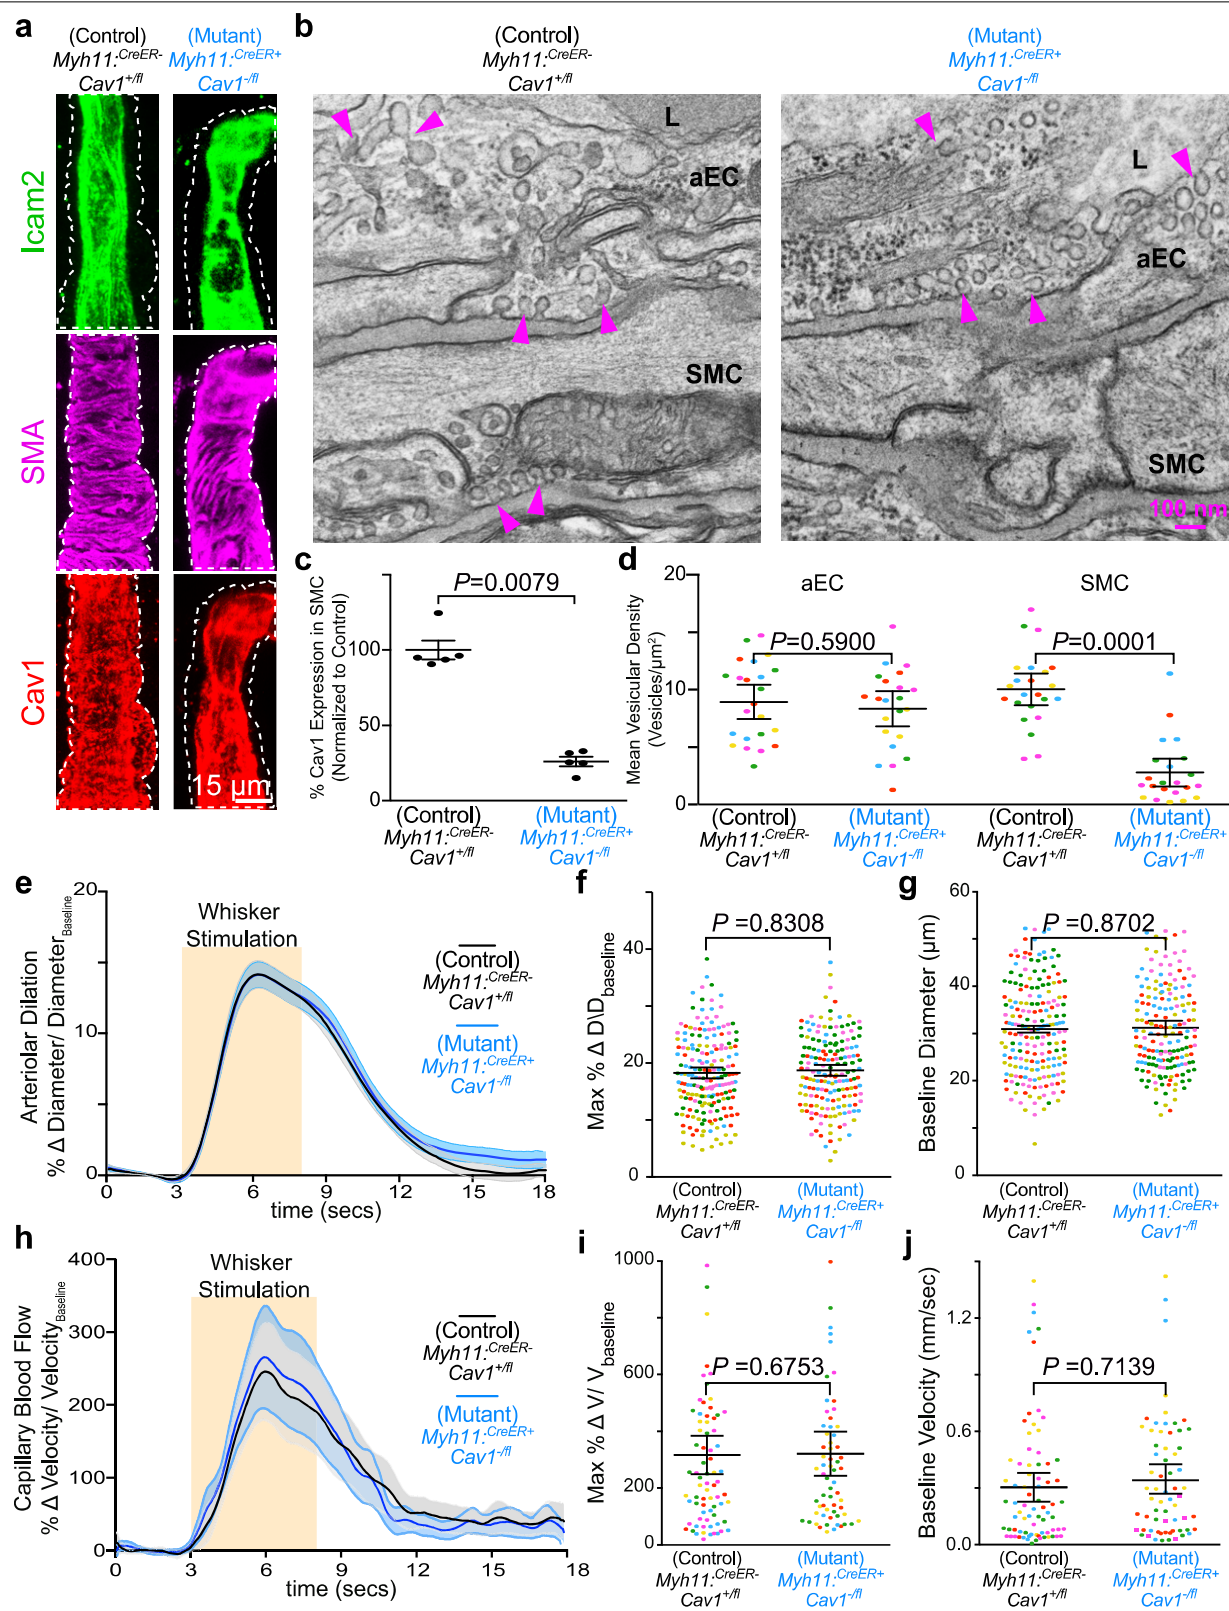 a
(Control)
Myh11:CreER-
Cav1+/fl
(Mutant)
Myh11:CreER+
Cav1-/fl
Icam2
SMA
Cav1
15 µm
b
(Control)
Myh11:CreER-
Cav1+/fl
(Mutant)
Myh11:CreER+
Cav1-/fl
L
aEC
SMC
L
aEC
SMC
100 nm
c
% Cav1 Expression in SMC
(Normalized to Control)
100
50
0
P=0.0079
(Control)
Myh11:CreER-
Cav1+/fl
(Mutant)
Myh11:CreER+
Cav1-/fl
d
Mean Vesicular Density
(Vesicles/µm2)
20
10
0
aEC
SMC
P=0.5900
P=0.0001
(Control)
Myh11:CreER-
Cav1+/fl
(Mutant)
Myh11:CreER+
Cav1-/fl
(Control)
Myh11:CreER-
Cav1+/fl
(Mutant)
Myh11:CreER+
Cav1-/fl
e
Arteriolar Dilation
% Δ Diameter/ DiameterBaseline
20
10
0
Whisker
Stimulation
(Control)
Myh11:CreER-
Cav1+/fl
(Mutant)
Myh11:CreER+
Cav1-/fl
0 3 6 9 12 15 18
time (secs)
f
Max % Δ D\Dbaseline
40
20
0
P =0.8308
(Control)
Myh11:CreER-
Cav1+/fl
(Mutant)
Myh11:CreER+
Cav1-/fl
g
Baseline Diameter (µm)
60
40
20
0
P =0.8702
(Control)
Myh11:CreER-
Cav1+/fl
(Mutant)
Myh11:CreER+
Cav1-/fl
h
Capillary Blood Flow
% Δ Velocity/ VelocityBaseline
400
300
200
100
0
Whisker
Stimulation
(Control)
Myh11:CreER-
Cav1+/fl
(Mutant)
Myh11:CreER+
Cav1-/fl
0 3 6 9 12 15 18
time (secs)
i
Max % Δ V/ Vbaseline
1000
600
200
0
P =0.6753
(Control)
Myh11:CreER-
Cav1+/fl
(Mutant)
Myh11:CreER+
Cav1-/fl
j
Baseline Velocity (mm/sec)
1.2
0.6
0.0
P =0.7139
(Control)
Myh11:CreER-
Cav1+/fl
(Mutant)
Myh11:CreER+
Cav1-/fl